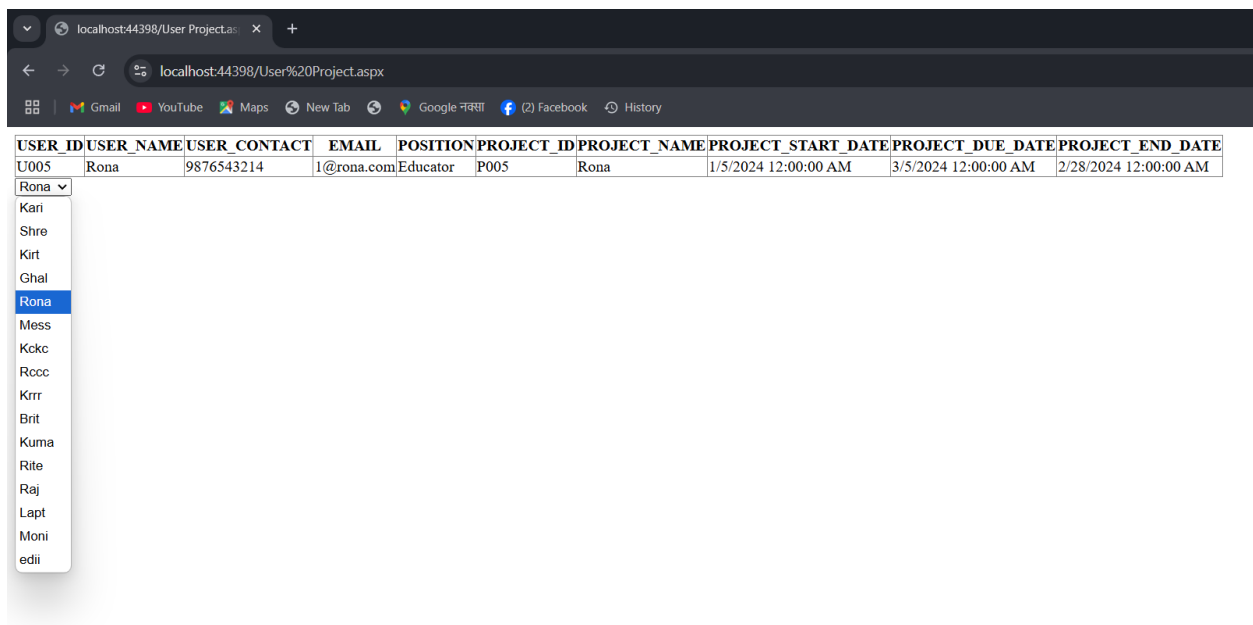 localhost:44398/User Project.as
localhost:44398/User%20Project.aspx
Gmail YouTube Maps New Tab Google नक्सा (2) Facebook History
USER_ID USER_NAME USER_CONTACT EMAIL POSITION PROJECT_ID PROJECT_NAME PROJECT_START_DATE PROJECT_DUE_DATE PROJECT_END_DATE
U005 Rona 9876543214 1@rona.com Educator P005 Rona 1/5/2024 12:00:00 AM 3/5/2024 12:00:00 AM 2/28/2024 12:00:00 AM
Rona
Kari
Shre
Kirt
Ghal
Rona
Mess
Kckc
Rccc
Krrr
Brit
Kuma
Rite
Raj
Lapt
Moni
edii